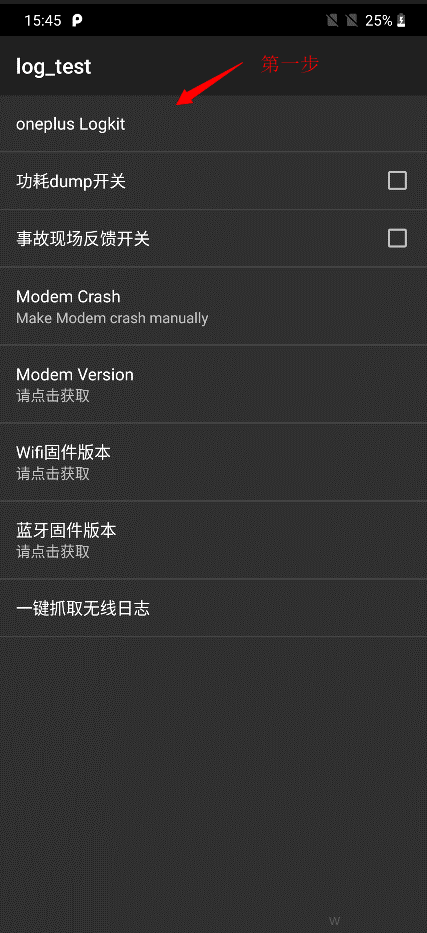 15:45
25%
log_test
第一步
oneplus Logkit
功耗dump开关
事故现场反馈开关
Modem Crash
Make Modem crash manually
Modem Version
请点击获取
Wifi固件版本
请点击获取
蓝牙固件版本
请点击获取
一键抓取无线日志
W